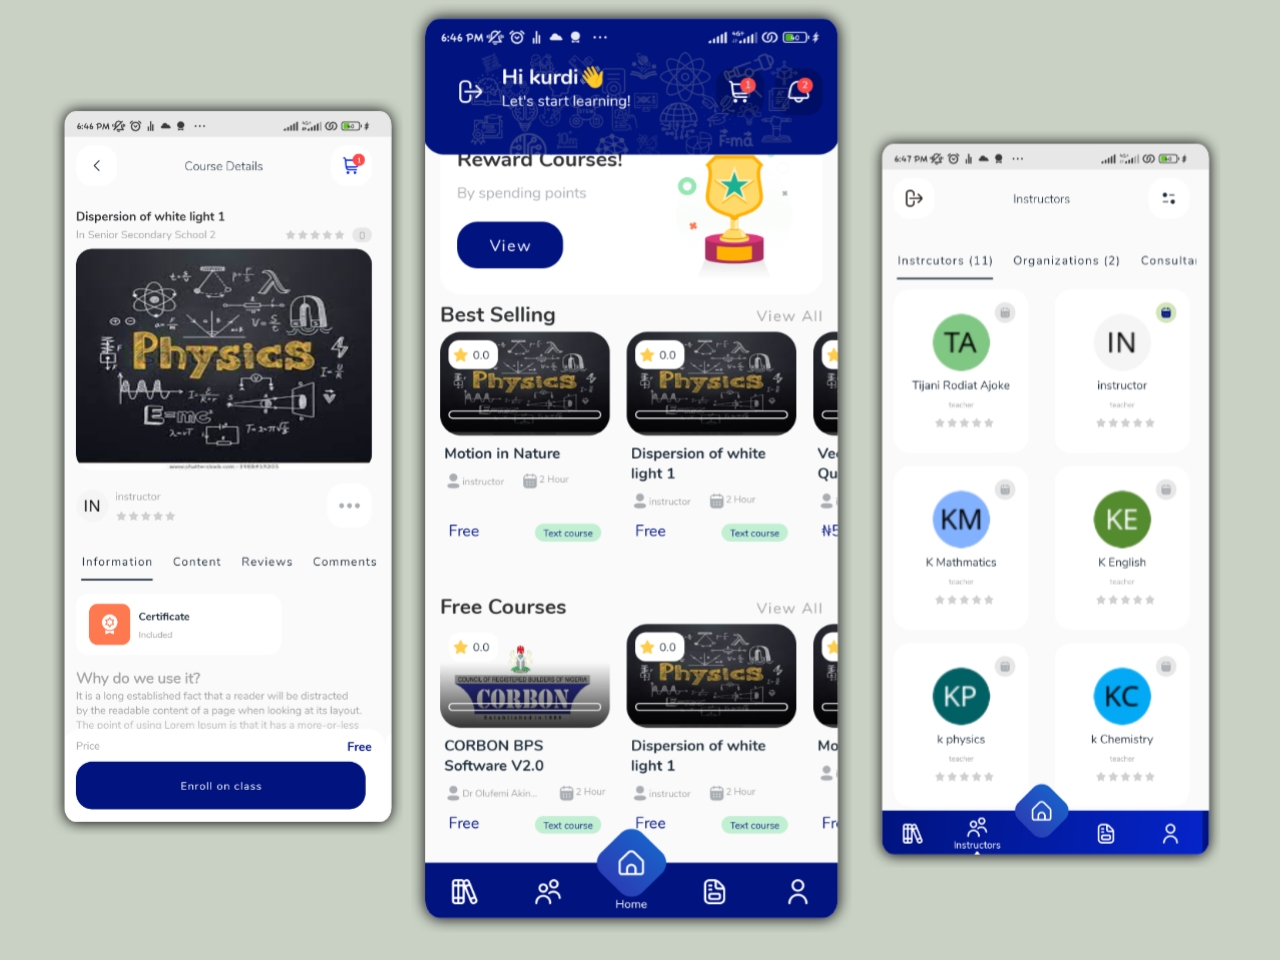 6:46 PM
Course Details
1
Dispersion of white light 1
In Senior Secondary School 2
0
Physics
E=mc²
IN
instructor
Information
Content
Reviews
Comments
Certificate
Included
Why do we use it?
It is a long established fact that a reader will be distracted
by the readable content of a page when looking at its layout.
The point of using Lorem Ipsum is that it has a more-or-less
Price
Free
Enroll on class
6:46 PM
Hi kurdi👋
Let's start learning!
1
2
F=ma
Reward Courses!
By spending points
View
Best Selling
View All
0.0
Physics
0.0
Physics
Motion in Nature
instructor
2 Hour
Free
Text course
Dispersion of white
light 1
instructor
2 Hour
Free
Text course
Ve
Qu
₦5
Free Courses
View All
0.0
COUNCIL OF REGISTERED BUILDERS OF NIGERIA
CORBON
0.0
Physics
CORBON BPS
Software V2.0
Dr Olufemi Akin...
2 Hour
Free
Text course
Dispersion of white
light 1
instructor
2 Hour
Free
Text course
Mo
Fr
Home
6:47 PM
Instructors
Instrcutors (11)
Organizations (2)
Consulta
TA
Tijani Rodiat Ajoke
teacher
IN
instructor
teacher
KM
K Mathmatics
teacher
KE
K English
teacher
KP
k physics
teacher
KC
k Chemistry
teacher
Instructors